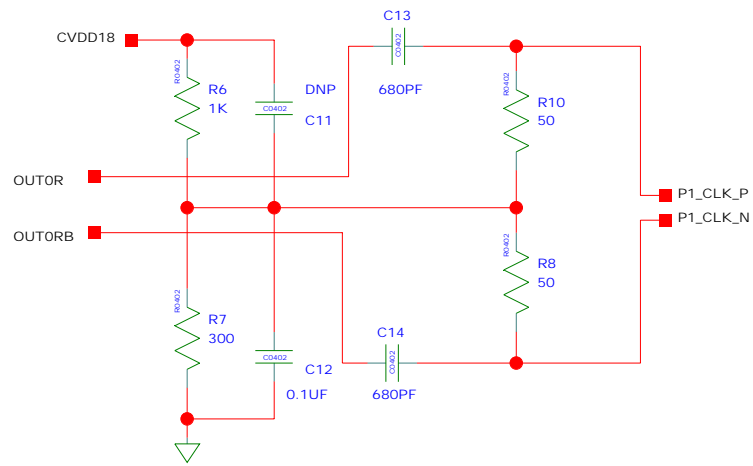 C13
CVDD18
C0402
R0402
R6
1K
DNP
C0402
C11
680PF
R0402
R10
50
OUT0R
P1_CLK_P
P1_CLK_N
OUT0RB
R0402
R8
50
R0402
R7
300
C14
C0402
C0402
C12
0.1UF
680PF